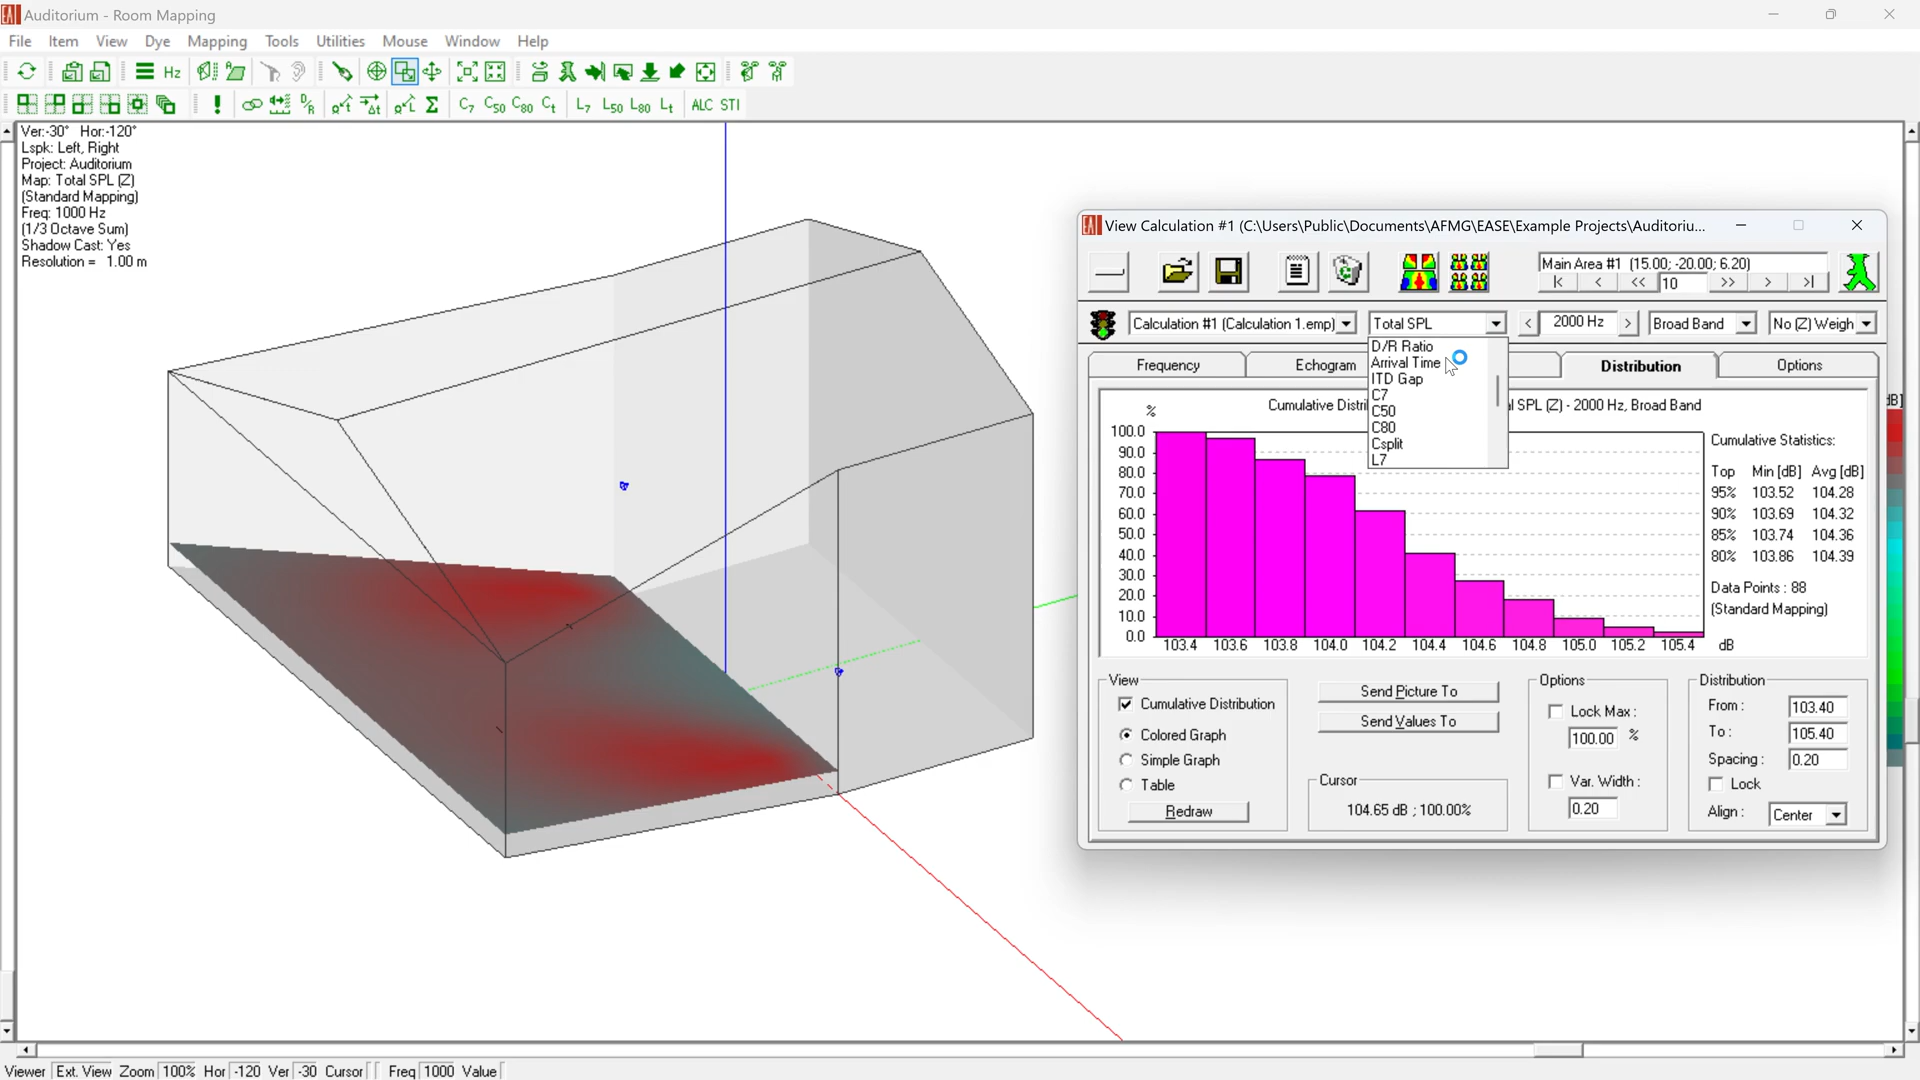 Auditorium - Room Mapping
File Item View Dye Mapping Tools Utilities Mouse Window Help
Hz
D/R C7 C50 C80 Ct L7 L50 L80 Lt ALC STI
Ver:-30° Hor:-120°
Lspk: Left, Right
Project: Auditorium
Map: Total SPL (Z)
(Standard Mapping)
Freq: 1000 Hz
(1/3 Octave Sum)
Shadow Cast: Yes
Resolution = 1.00 m
View Calculation #1 (C:\Users\Public\Documents\AFMG\EASE\Example Projects\Auditoriu...
Main Area #1 (15.00; -20.00; 6.20)
|< < << 10 >> > >|
Calculation #1 (Calculation 1.emp) Total SPL < 2000 Hz > Broad Band No (Z) Weigh
D/R Ratio
Arrival Time
ITD Gap
C7
C50
C80
Csplit
L7
Frequency Echogram Distribution Options
% Cumulative Distri l SPL (Z) - 2000 Hz, Broad Band
100.0
90.0
80.0
70.0
60.0
50.0
40.0
30.0
20.0
10.0
0.0
103.4 103.6 103.8 104.0 104.2 104.4 104.6 104.8 105.0 105.2 105.4 dB
Cumulative Statistics:
Top Min [dB] Avg [dB]
95% 103.52 104.28
90% 103.69 104.32
85% 103.74 104.36
80% 103.86 104.39
Data Points : 88
(Standard Mapping)
dB]
View
Cumulative Distribution
Colored Graph
Simple Graph
Table
Redraw
Send Picture To
Send Values To
Cursor
104.65 dB ; 100.00%
Options
Lock Max :
100.00 %
Var. Width :
0.20
Distribution
From : 103.40
To : 105.40
Spacing : 0.20
Lock
Align : Center
Viewer Ext. View Zoom 100% Hor -120 Ver -30 Cursor Freq 1000 Value